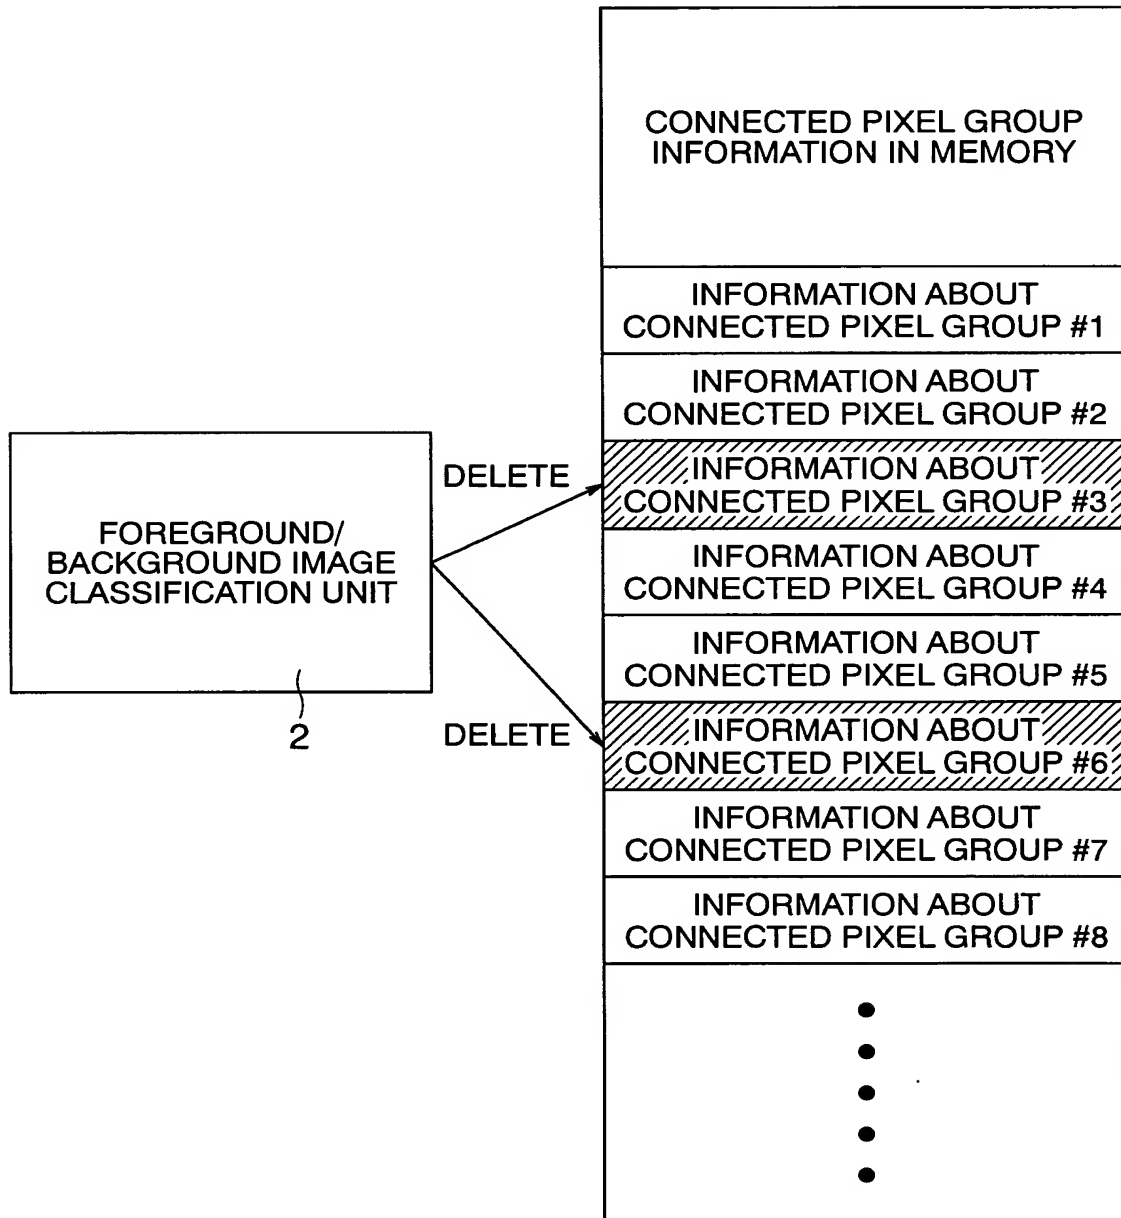 CONNECTED PIXEL GROUP
INFORMATION IN MEMORY
INFORMATION ABOUT
CONNECTED PIXEL GROUP #1
INFORMATION ABOUT
CONNECTED PIXEL GROUP #2
DELETE
INFORMATION ABOUT
CONNECTED PIXEL GROUP #3
FOREGROUND/
BACKGROUND IMAGE
CLASSIFICATION UNIT
2
INFORMATION ABOUT
CONNECTED PIXEL GROUP #4
INFORMATION ABOUT
CONNECTED PIXEL GROUP #5
DELETE
INFORMATION ABOUT
CONNECTED PIXEL GROUP #6
INFORMATION ABOUT
CONNECTED PIXEL GROUP #7
INFORMATION ABOUT
CONNECTED PIXEL GROUP #8